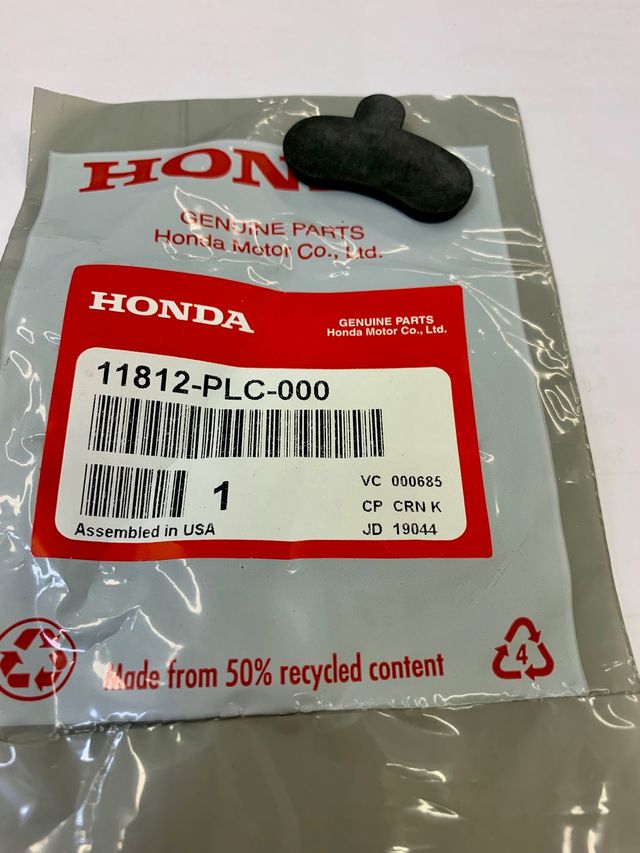 HON
GENUINE PARTS
Honda Motor Co., Ltd.
HONDA
GENUINE PARTS
Honda Motor Co., Ltd.
11812-PLC-000
1
VC 000685
CP CRN K
Assembled in USA
JD 19044
4
Made from 50% recycled content